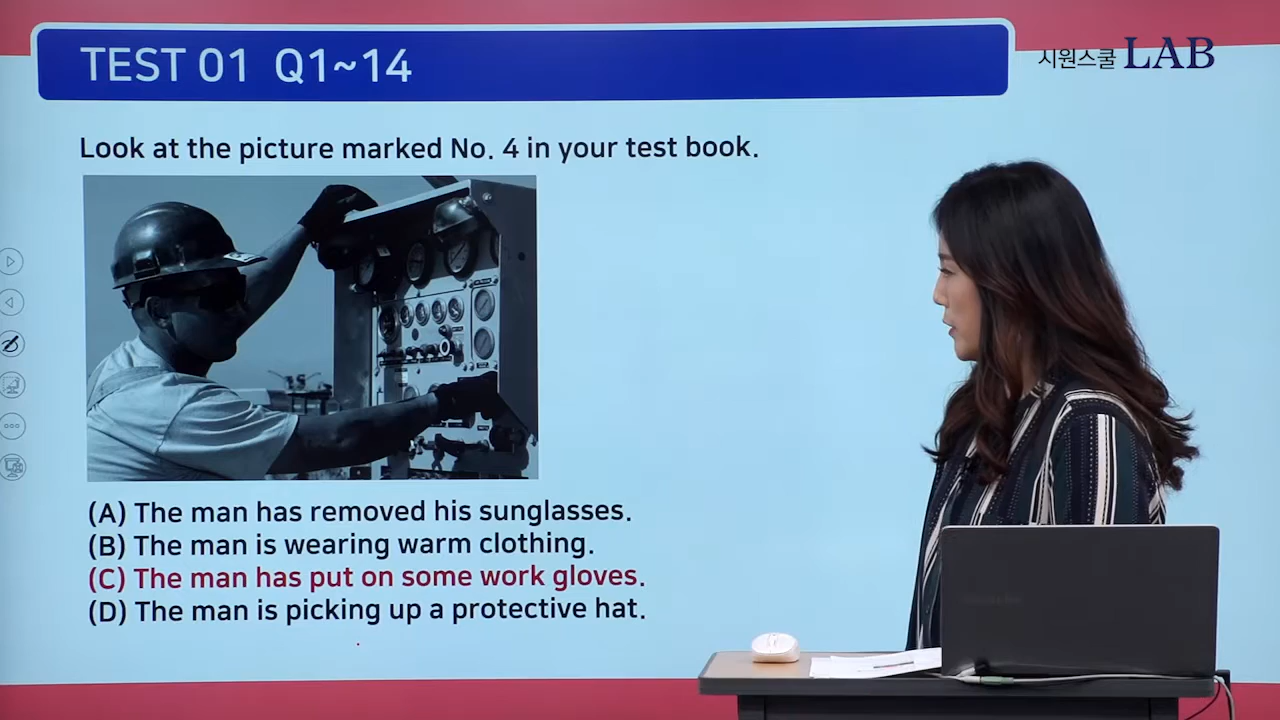 TEST 01 Q1~14
시원스쿨 LAB
Look at the picture marked No. 4 in your test book.
(A) The man has removed his sunglasses.
(B) The man is wearing warm clothing.
(C) The man has put on some work gloves.
(D) The man is picking up a protective hat.